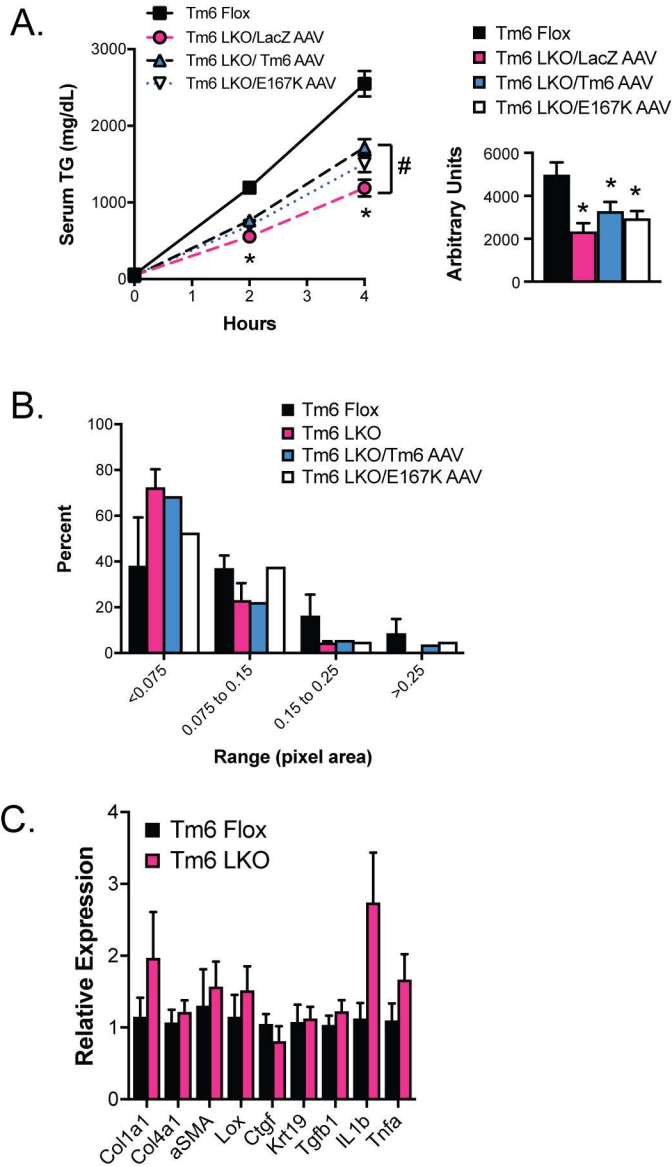 A.
Tm6 Flox
Tm6 LKO/LacZ AAV
Tm6 LKO/ Tm6 AAV
Tm6 LKO/E167K AAV
Serum TG (mg/dL)
3000
2000
1000
0
0
1
2
3
4
Hours
*
*
#
Tm6 Flox
Tm6 LKO/LacZ AAV
Tm6 LKO/Tm6 AAV
Tm6 LKO/E167K AAV
Arbitrary Units
6000
4000
2000
0
*
*
*
B.
Tm6 Flox
Tm6 LKO
Tm6 LKO/Tm6 AAV
Tm6 LKO/E167K AAV
Percent
100
80
60
40
20
0
<0.075
0.075 to 0.15
0.15 to 0.25
>0.25
Range (pixel area)
C.
Tm6 Flox
Tm6 LKO
Relative Expression
4
3
2
1
0
Col1a1
Col4a1
aSMA
Lox
Ctgf
Krt19
Tgfb1
IL1b
Tnfa